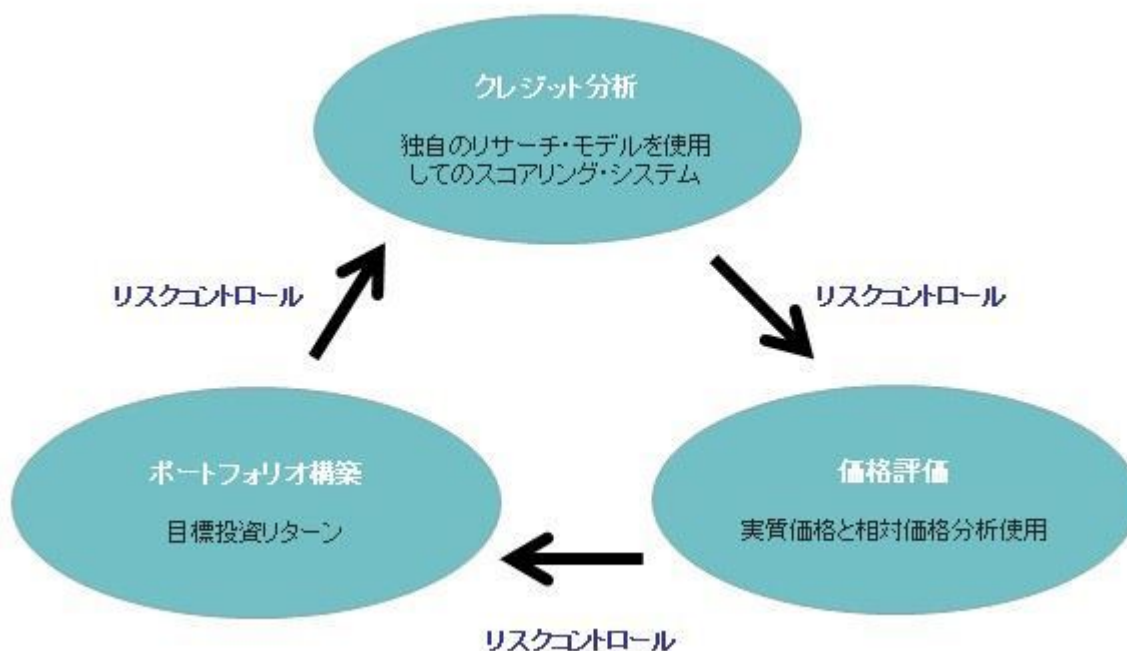 クレジット分析
独自のリサーチ・モデルを使用
してのスコアリング・システム
リスクコントロール
リスクコントロール
ポートフォリオ構築
目標投資リターン
価格評価
実質価格と相対価格分析使用
リスクコントロール